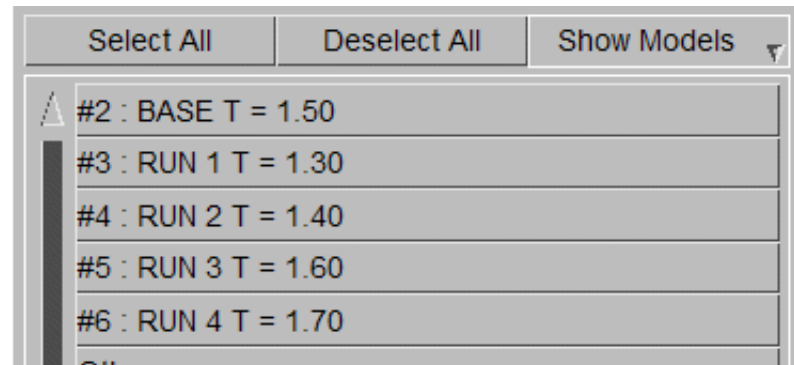 Select All Deselect All Show Models
#2 : BASE T = 1.50
#3 : RUN 1 T = 1.30
#4 : RUN 2 T = 1.40
#5 : RUN 3 T = 1.60
#6 : RUN 4 T = 1.70